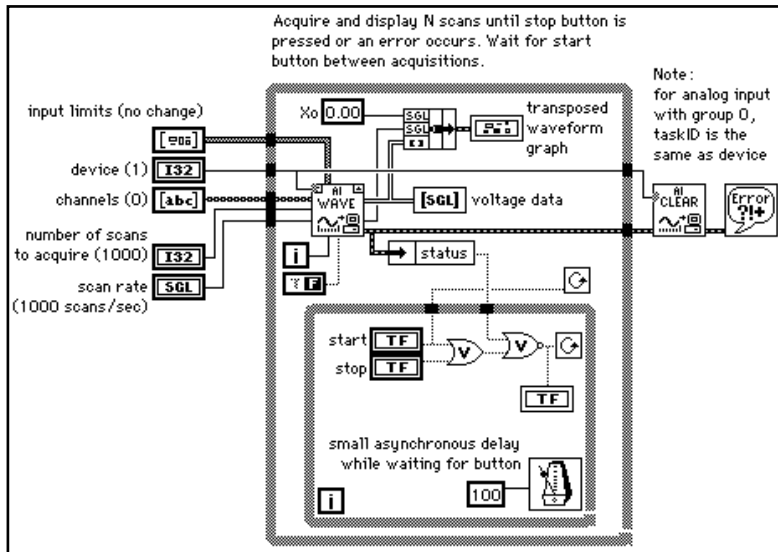 Acquire and display N scans until stop button is
pressed or an error occurs. Wait for start
button between acquisitions.
Note:
for analog input
with group 0,
taskID is the
same as device
input limits (no change)
device (1)
I32
channels (0)
[abc]
number of scans
to acquire (1000)
I32
scan rate
(1000 scans/sec)
SGL
Xo 0.00
SGL
SGL
transposed
waveform
graph
AI
WAVE
[SGL]
voltage data
i
F
status
AI
CLEAR
Error
?!+
start
TF
stop
TF
V
V
TF
small asynchronous delay
while waiting for button
100
i